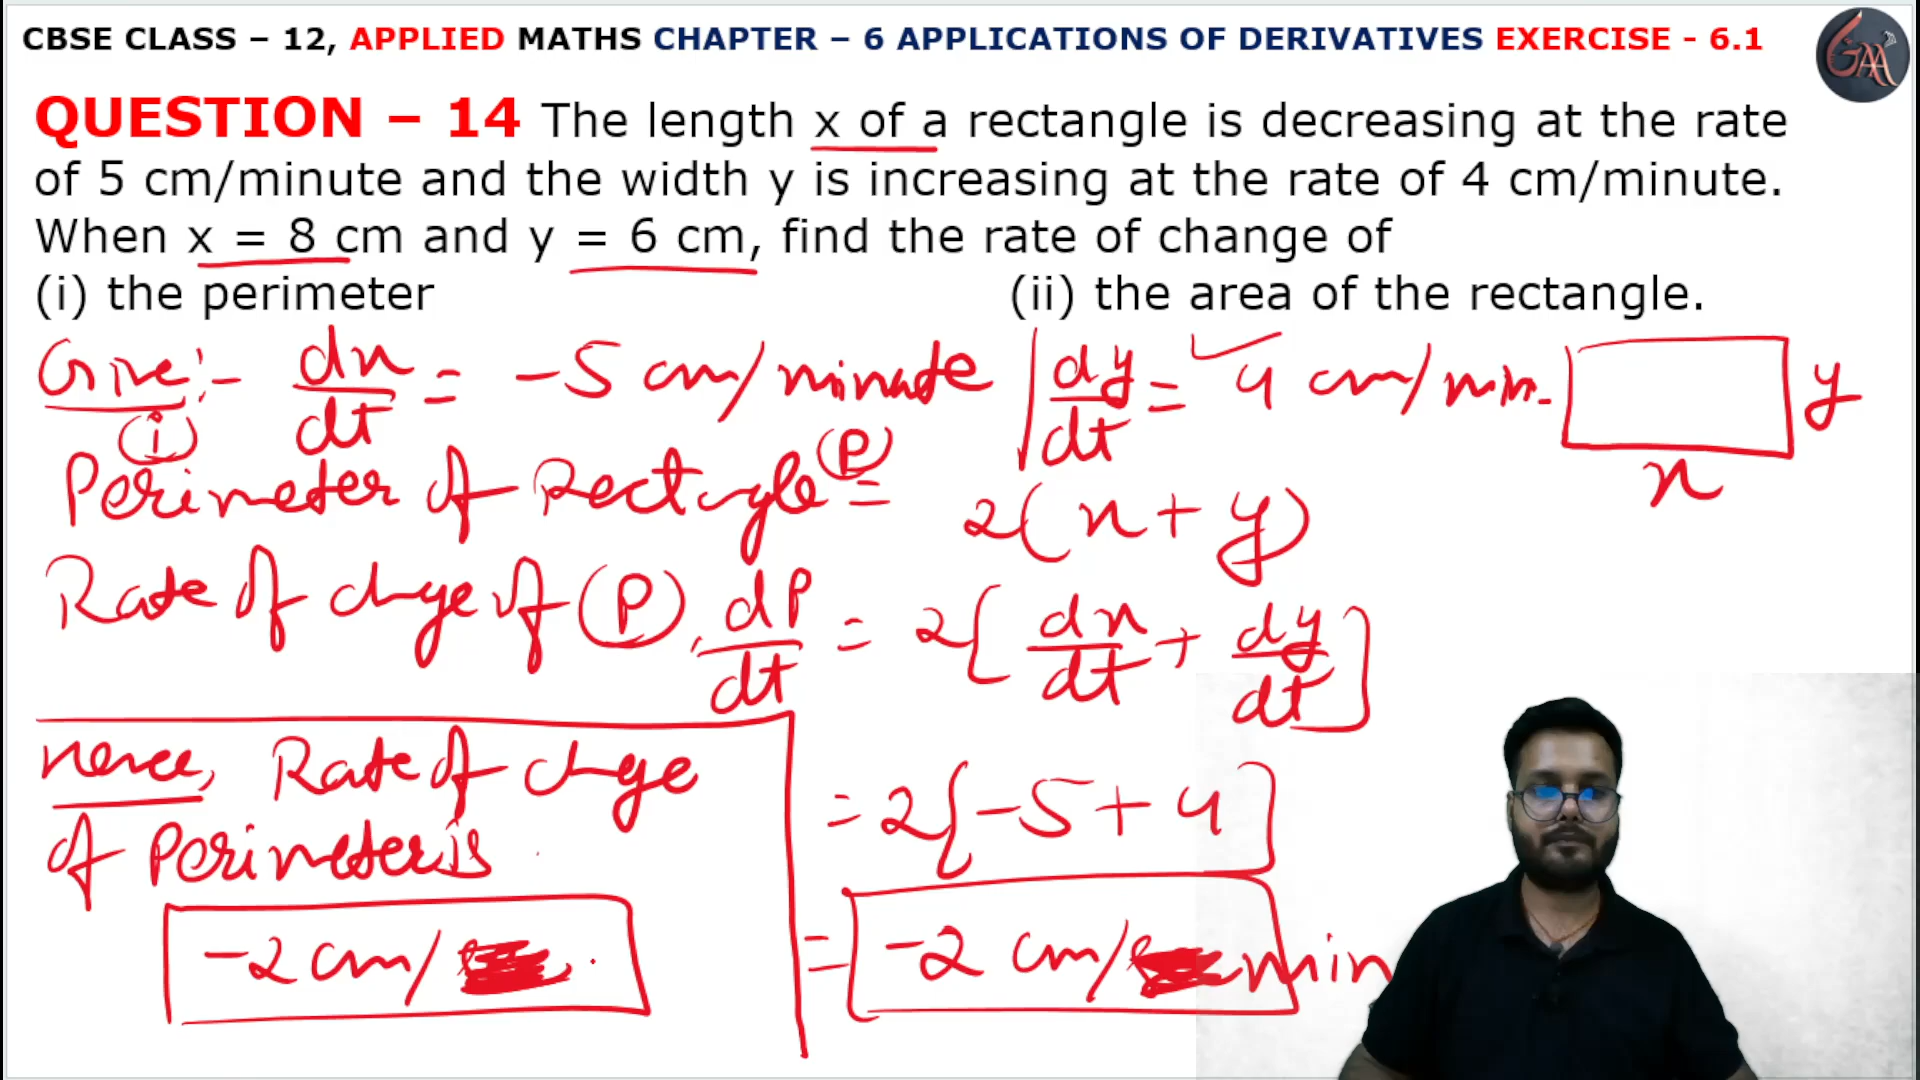 CBSE CLASS – 12, APPLIED MATHS CHAPTER – 6 APPLICATIONS OF DERIVATIVES EXERCISE - 6.1
GAA
QUESTION – 14 The length x of a rectangle is decreasing at the rate
of 5 cm/minute and the width y is increasing at the rate of 4 cm/minute.
When x = 8 cm and y = 6 cm, find the rate of change of
(i) the perimeter (ii) the area of the rectangle.
Give:- dx/dt = -5 cm/minute | dy/dt = 4 cm/min. y
x
(i)
Perimeter of Rectangle (P) = 2(x + y)
Rate of change of (P), dP/dt = 2[dx/dt + dy/dt]
= 2[-5 + 4]
= -2 cm/min
Hence, Rate of change
of Perimeter is
-2 cm/